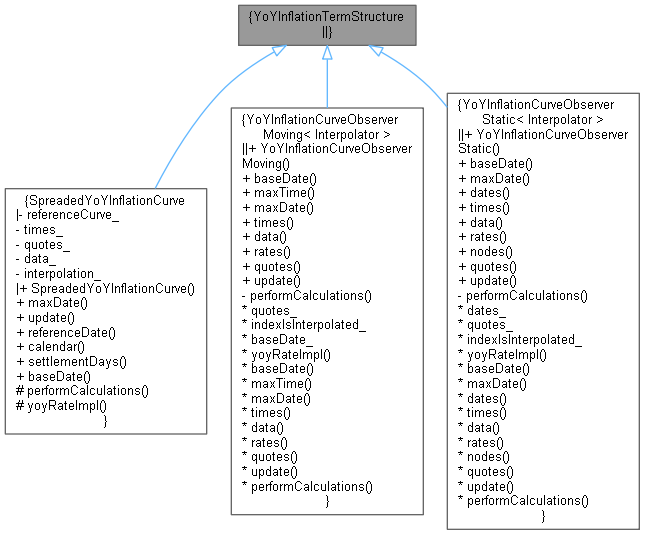 {YoYInflationTermStructure
||}
{SpreadedYoYInflationCurve
|- referenceCurve_
- times_
- quotes_
- data_
- interpolation_
|+ SpreadedYoYInflationCurve()
+ maxDate()
+ update()
+ referenceDate()
+ calendar()
+ settlementDays()
+ baseDate()
# performCalculations()
# yoyRateImpl()
}
{YoYInflationCurveObserver
Moving< Interpolator >
||+ YoYInflationCurveObserver
Moving()
+ baseDate()
+ maxTime()
+ maxDate()
+ times()
+ data()
+ rates()
+ quotes()
+ update()
- performCalculations()
* quotes_
* indexIsInterpolated_
* baseDate_
* yoyRateImpl()
* baseDate()
* maxTime()
* maxDate()
* times()
* data()
* rates()
* quotes()
* update()
* performCalculations()
}
{YoYInflationCurveObserver
Static< Interpolator >
||+ YoYInflationCurveObserver
Static()
+ baseDate()
+ maxDate()
+ dates()
+ times()
+ data()
+ rates()
+ nodes()
+ quotes()
+ update()
- performCalculations()
* dates_
* quotes_
* indexIsInterpolated_
* yoyRateImpl()
* baseDate()
* maxDate()
* dates()
* times()
* data()
* rates()
* nodes()
* quotes()
* update()
* performCalculations()
}